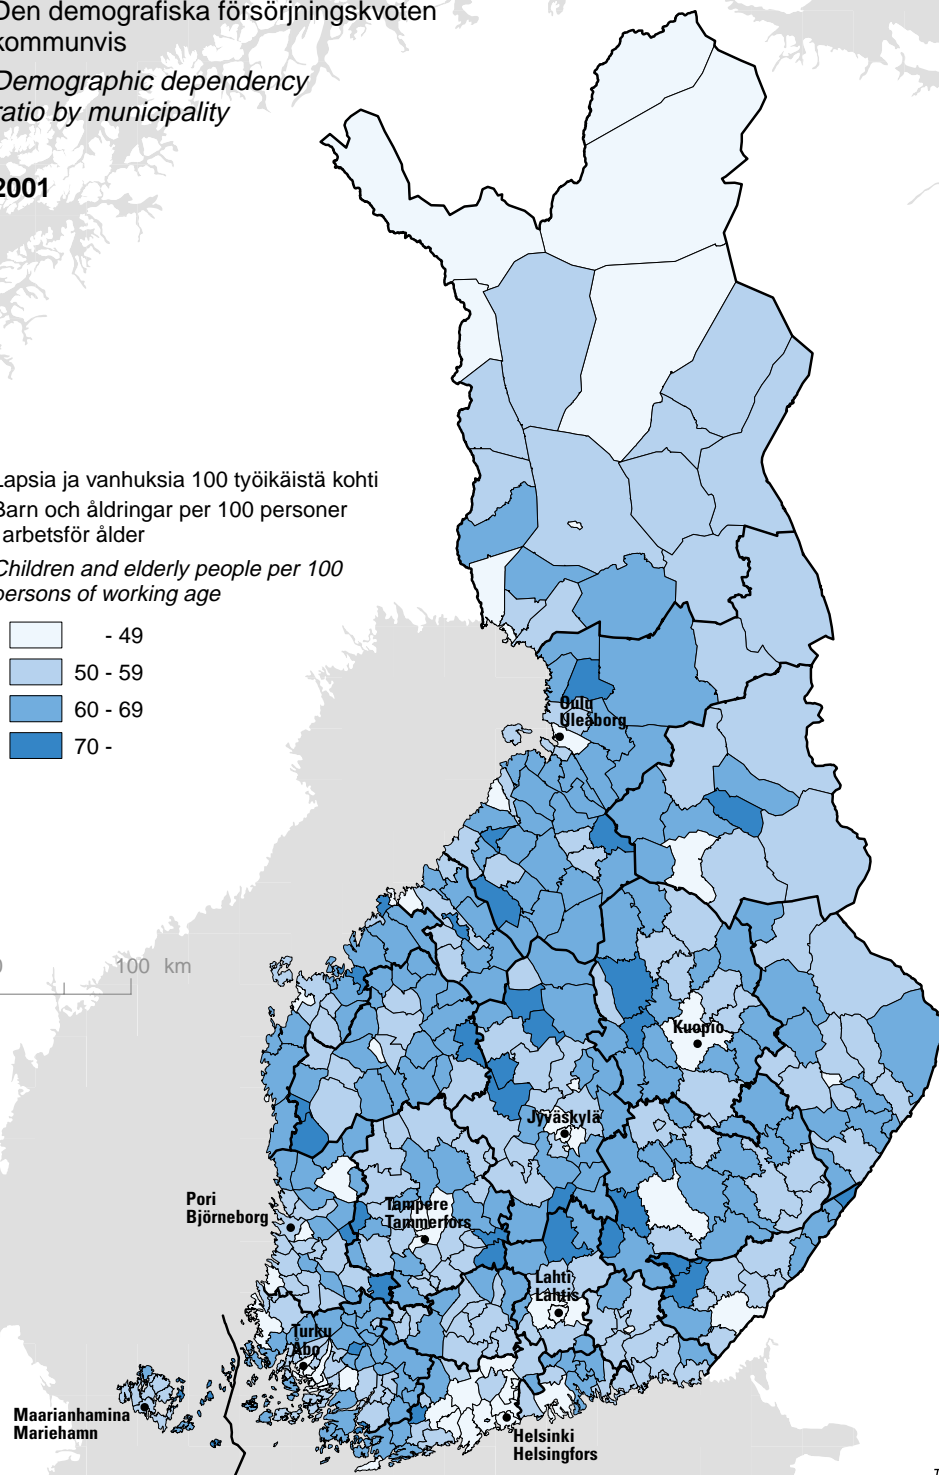 Den demografiska försörjningskvoten
kommunvis
Demographic dependency
ratio by municipality
2001
Lapsia ja vanhuksia 100 työikäistä kohti
Barn och åldringar per 100 personer
arbetsför ålder
Children and elderly people per 100
persons of working age
- 49
50 - 59
60 - 69
70 -
100 km
Oulu
Uleåborg
Kuopio
Jyväskylä
Pori
Björneborg
Tampere
Tammerfors
Lahti
Lahtis
Turku
Åbo
Maarianhamina
Mariehamn
Helsinki
Helsingfors